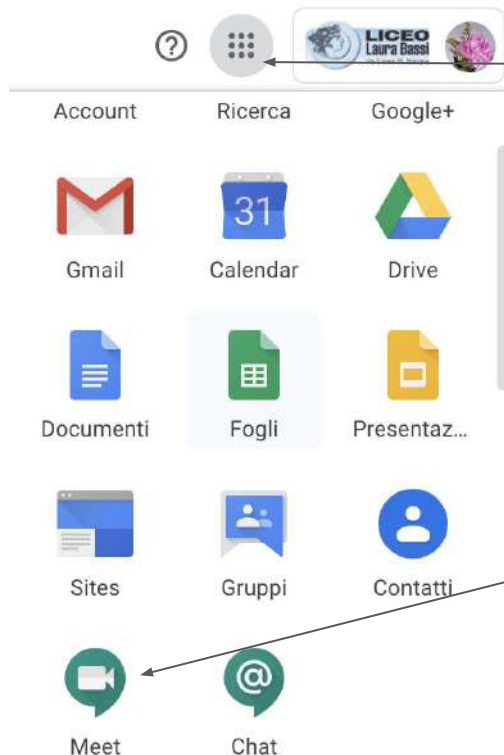 LICEO
Laura Bassi
Account Ricerca Google+
31
Gmail Calendar Drive
Documenti Fogli Presentaz...
Sites Gruppi Contatti
@
Meet Chat